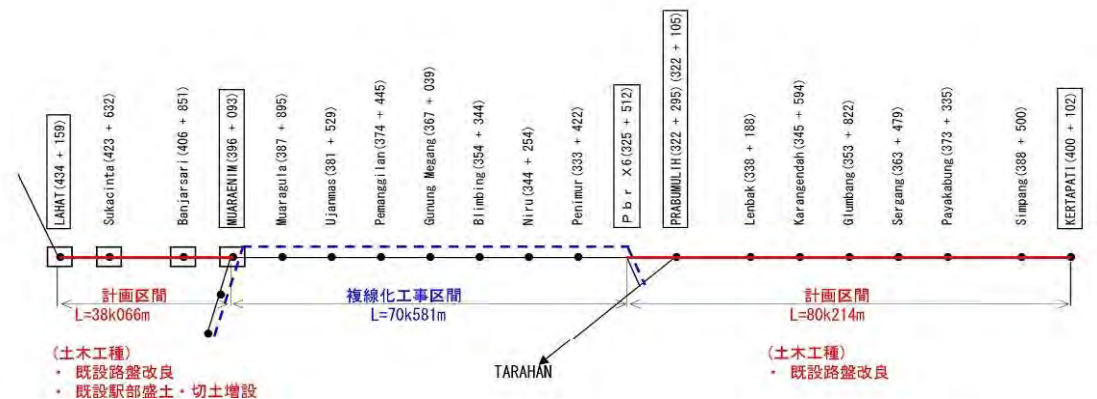 LAHAT(434 + 159)
Sukacinta(423 + 632)
Banjarsari(406 + 851)
MUARAENIM(396 + 093)
Muaragula(387 + 895)
Ujanmas(381 + 529)
Pemanggilan(374 + 445)
Gunung Megang(367 + 039)
Blimbing(354 + 344)
Niru(344 + 254)
Penimur(333 + 422)
Pbr X6(325 + 512)
PRABUMULIH(322 + 295)(322 + 105)
Lenbak(338 + 188)
Karangendah(345 + 594)
Glumbang(353 + 822)
Sergang(363 + 479)
Payakabung(373 + 335)
Simpang(388 + 500)
KERTAPATI(400 + 102)
計画区間
L=38k066m
複線化工事区間
L=70k581m
計画区間
L=80k214m
(土木工種)
・ 既設路盤改良
・ 既設駅部盛土・切土増設
TARAHAN
(土木工種)
・ 既設路盤改良